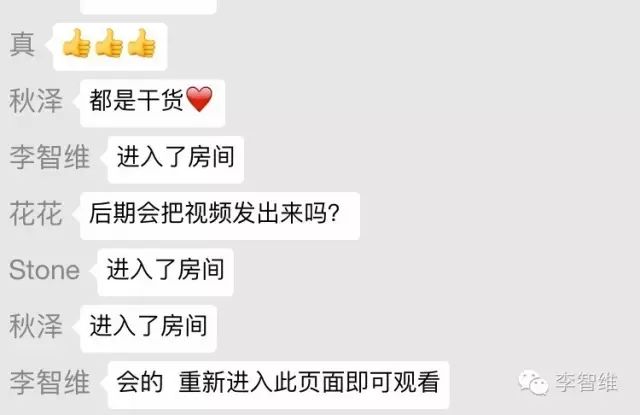 真 👍👍👍
秋泽 都是干货❤️
李智维 进入了房间
花花 后期会把视频发出来吗?
Stone 进入了房间
秋泽 进入了房间
李智维 会的 重新进入此页面即可观看
李智维